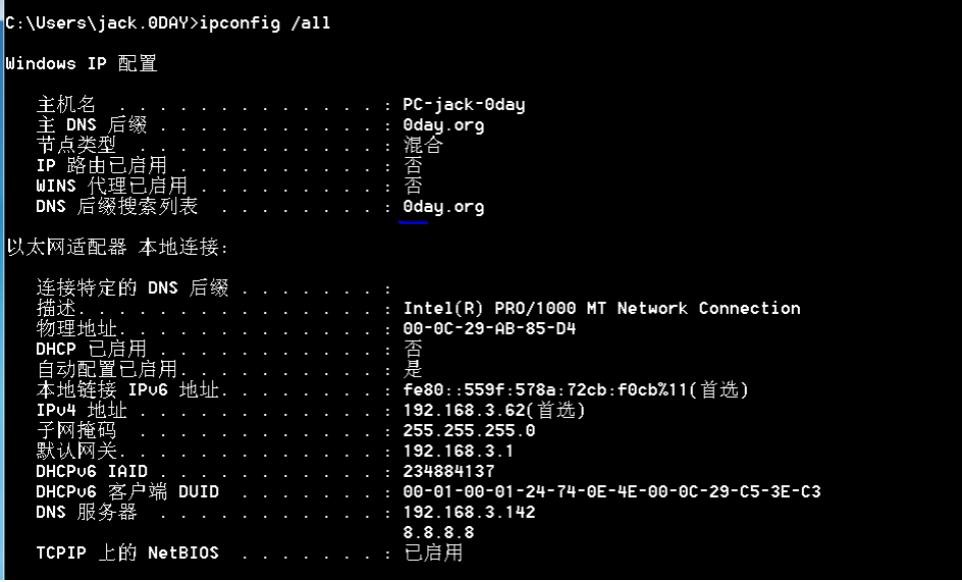 C:\Users\jack.0DAY>ipconfig /all
Windows IP 配置
主机名 . . . . . . . . . . . . . : PC-jack-0day
主 DNS 后缀 . . . . . . . . . . . : 0day.org
节点类型 . . . . . . . . . . . . : 混合
IP 路由已启用 . . . . . . . . . . : 否
WINS 代理已启用 . . . . . . . . . : 否
DNS 后缀搜索列表 . . . . . . . . : 0day.org
以太网适配器 本地连接:
连接特定的 DNS 后缀 . . . . . . . :
描述. . . . . . . . . . . . . . . : Intel(R) PRO/1000 MT Network Connection
物理地址. . . . . . . . . . . . . : 00-0C-29-AB-85-D4
DHCP 已启用 . . . . . . . . . . . : 否
自动配置已启用. . . . . . . . . . : 是
本地链接 IPv6 地址. . . . . . . . : fe80::559f:578a:72cb:f0cb%11(首选)
IPv4 地址 . . . . . . . . . . . . : 192.168.3.62(首选)
子网掩码 . . . . . . . . . . . . : 255.255.255.0
默认网关. . . . . . . . . . . . . : 192.168.3.1
DHCPv6 IAID . . . . . . . . . . . : 234884137
DHCPv6 客户端 DUID . . . . . . . : 00-01-00-01-24-74-0E-4E-00-0C-29-C5-3E-C3
DNS 服务器 . . . . . . . . . . . : 192.168.3.142
8.8.8.8
TCPIP 上的 NetBIOS . . . . . . . : 已启用